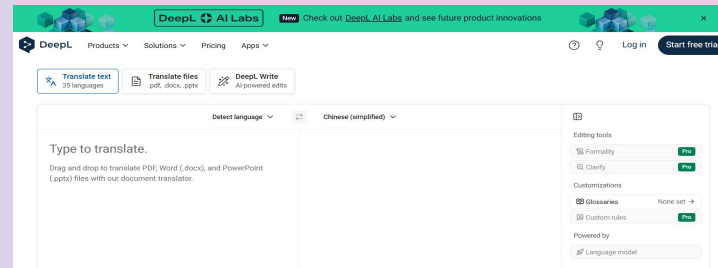 DeepL AI Labs New Check out DeepL AI Labs and see future product innovations
DeepL Products Solutions Pricing Apps Log in Start free tria
Translate text
35 languages
Translate files
.pdf, .docx, .pptx
DeepL Write
AI-powered edits
Detect language Chinese (simplified)
Type to translate.
Drag and drop to translate PDF, Word (.docx), and PowerPoint
(.pptx) files with our document translator.
Editing tools
Formality Pro
Clarify Pro
Customizations
Glossaries None set
Custom rules Pro
Powered by
Language model